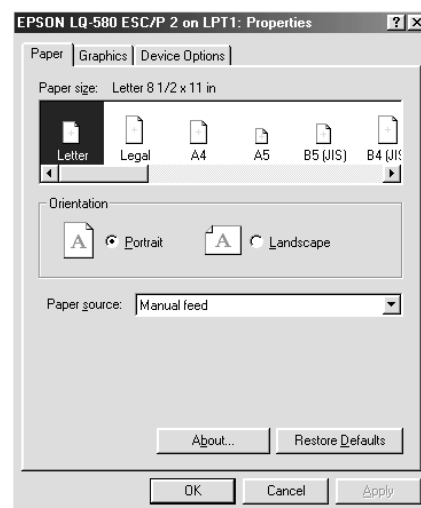 EPSON LQ-580 ESC/P 2 on LPT1: Properties ? X
Paper Graphics Device Options
Paper size: Letter 8 1/2 x 11 in
Letter Legal A4 A5 B5 (JIS) B4 (JIS
Orientation
A Portrait A Landscape
Paper source: Manual feed
About... Restore Defaults
OK Cancel Apply